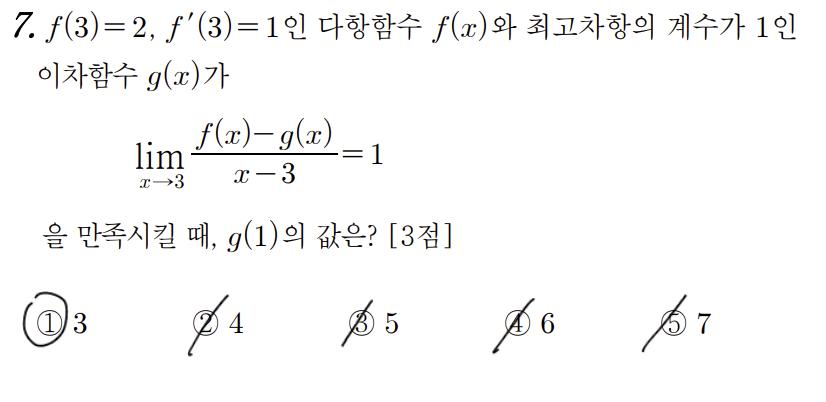 7. f(3)=2, f′(3)=1인 다항함수 f(x)와 최고차항의 계수가 1인
이차함수 g(x)가
lim_{x→3} \frac{f(x)-g(x)}{x-3}=1
을 만족시킬 때, g(1)의 값은? [3점]
① 3 ② 4 ③ 5 ④ 6 ⑤ 7